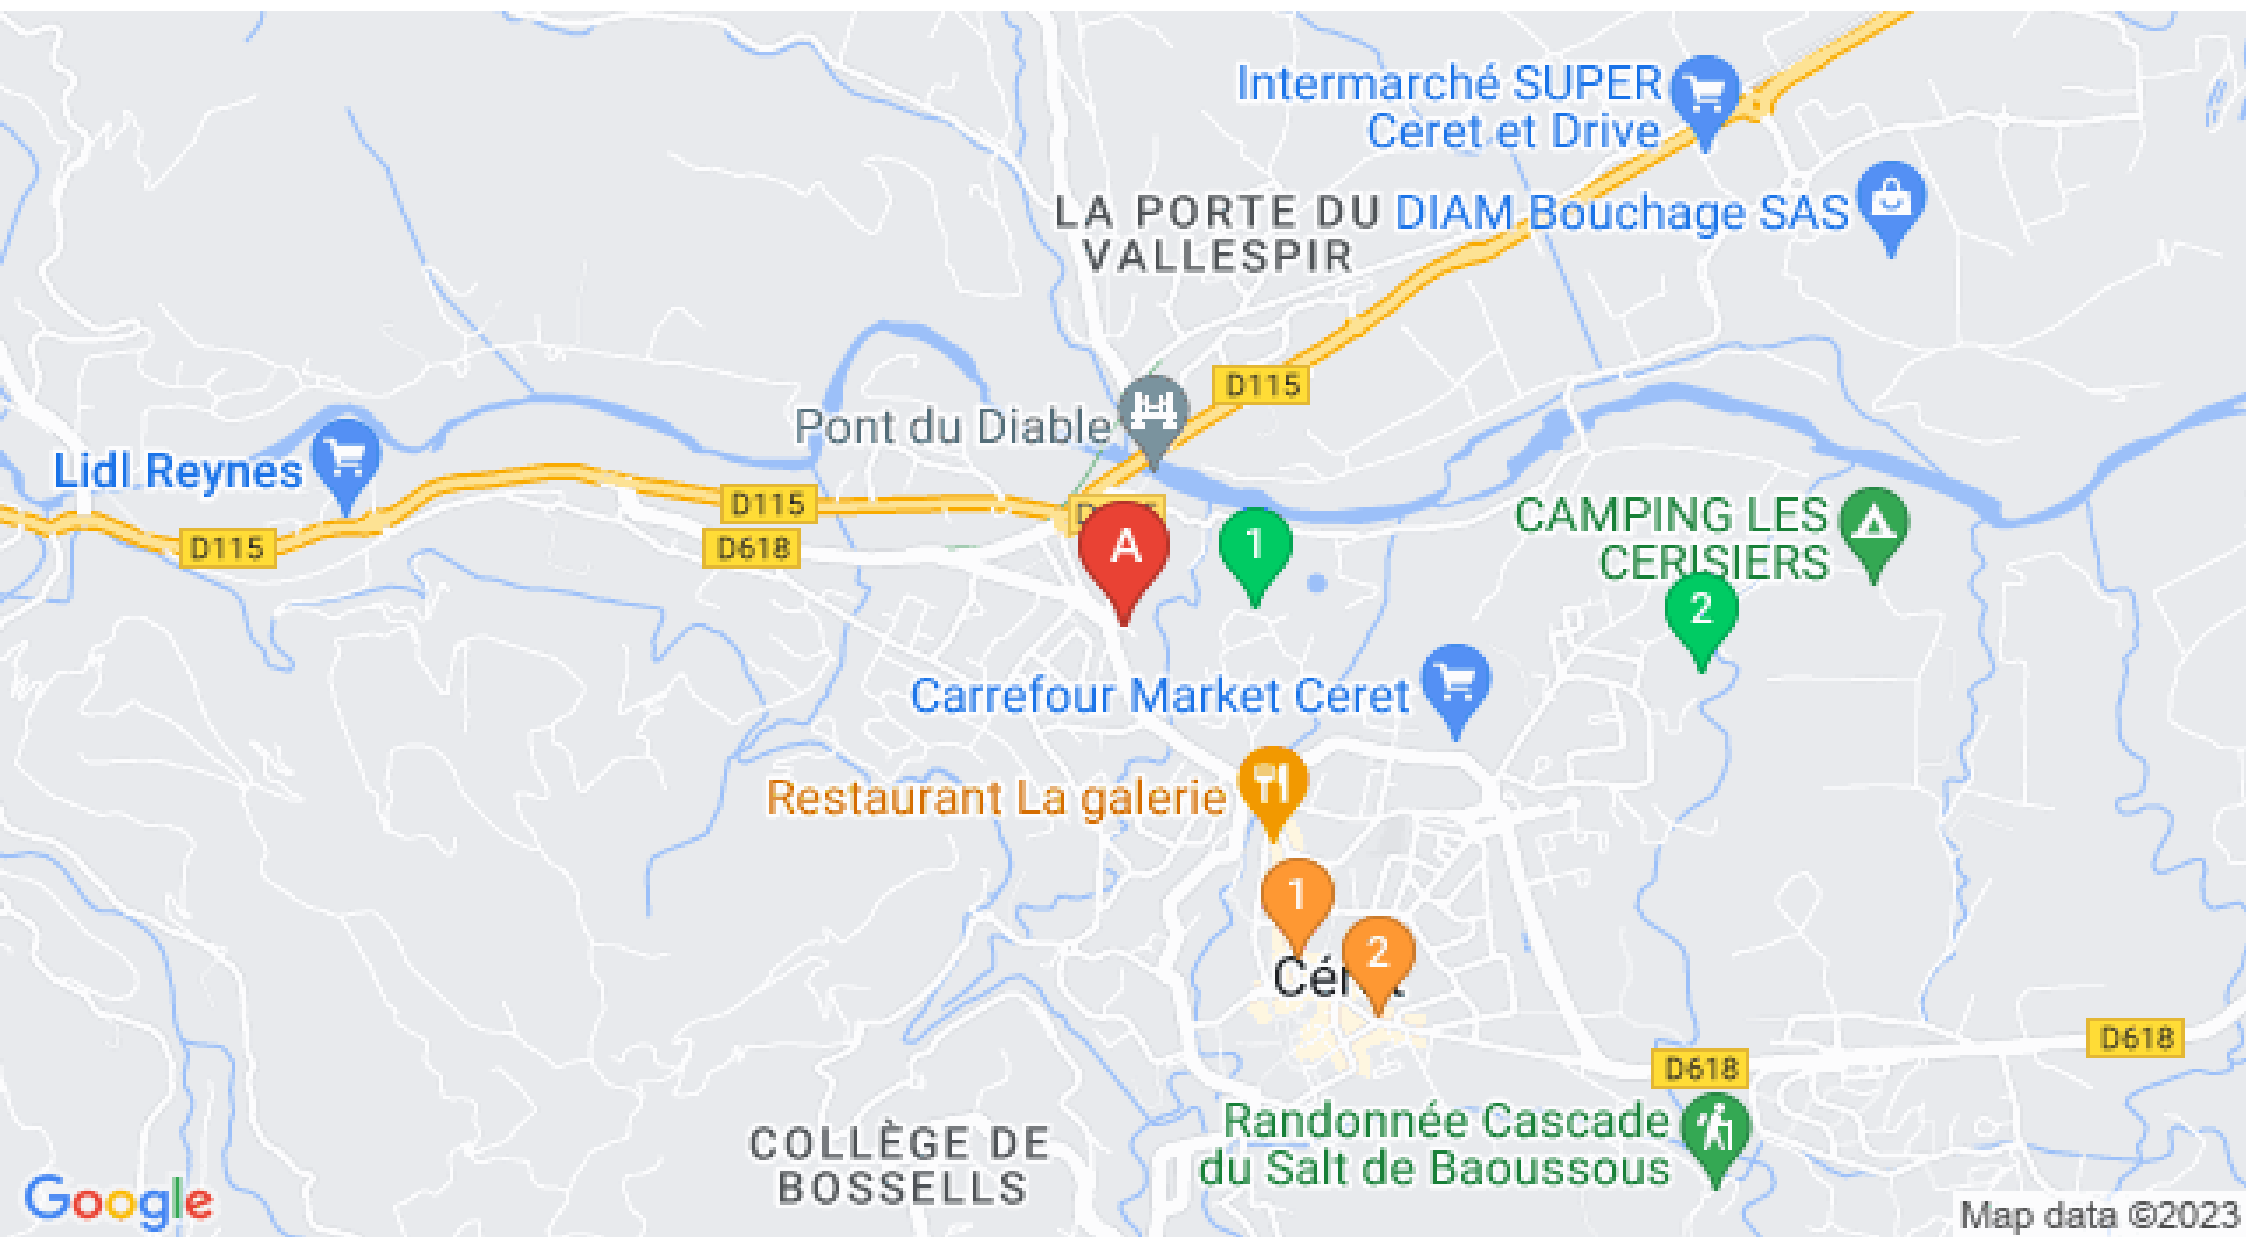 Intermarché SUPER
Ceret et Drive
LA PORTE DU
VALLESPIR
DIAM Bouchage SAS
D115
Pont du Diable
Lidl Reynes
D115
D115
D618
A
1
CAMPING LES
CERISIERS
2
Carrefour Market Ceret
Restaurant La galerie
1
2
D618
D618
Randonnée Cascade
du Salt de Baoussous
COLLÈGE DE
BOSSELLS
Google
Map data ©2023